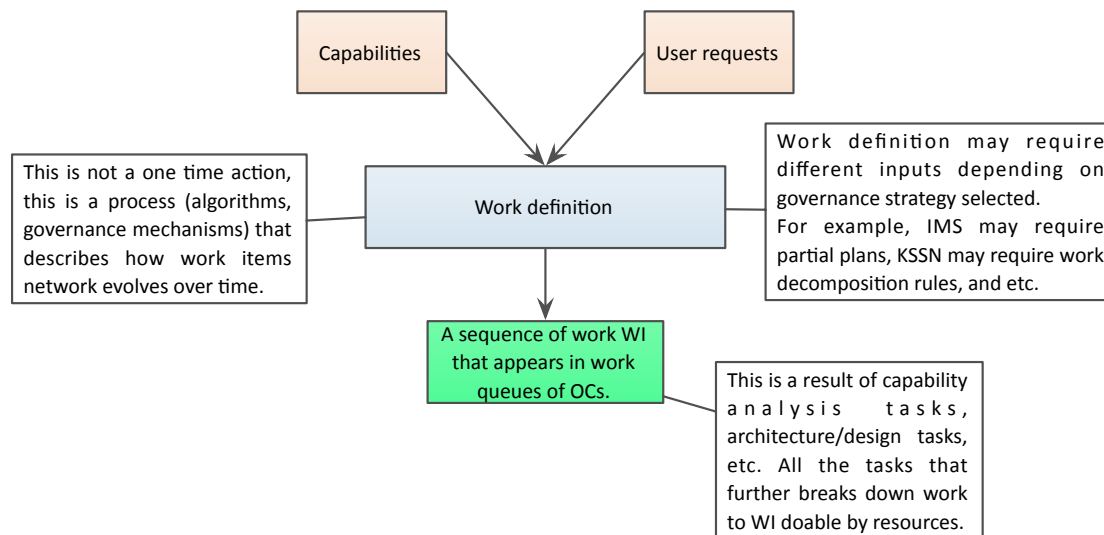 Capabilities
User requests
This is not a one time action,
this is a process (algorithms,
governance mechanisms) that
describes how work items
network evolves over time.
Work definition
Work definition may require
different inputs depending on
governance strategy selected.
For example, IMS may require
partial plans, KSSN may require work
decomposition rules, and etc.
A sequence of work WI
that appears in work
queues of OCs.
This is a result of capability
analysis tasks,
architecture/design tasks,
etc. All the tasks that
further breaks down work
to WI doable by resources.